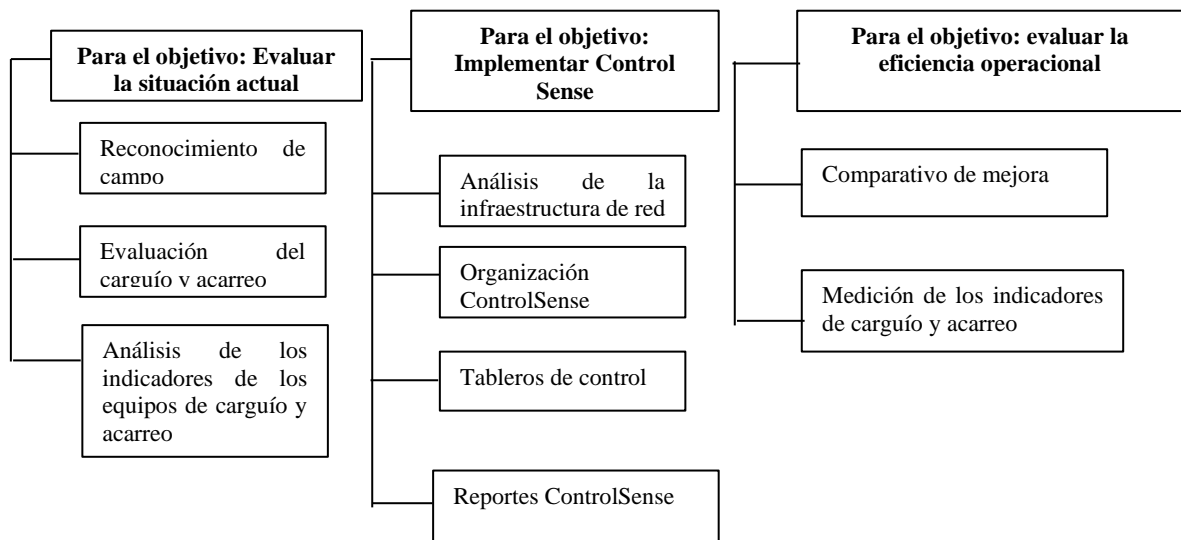 Para el objetivo: Evaluar
la situación actual
Reconocimiento de
campo
Evaluación del
carguío y acarreo
Análisis de los
indicadores de los
equipos de carguío y
acarreo
Para el objetivo:
Implementar Control
Sense
Análisis de la
infraestructura de red
Organización
ControlSense
Tableros de control
Reportes ControlSense
Para el objetivo: evaluar la
eficiencia operacional
Comparativo de mejora
Medición de los indicadores
de carguío y acarreo